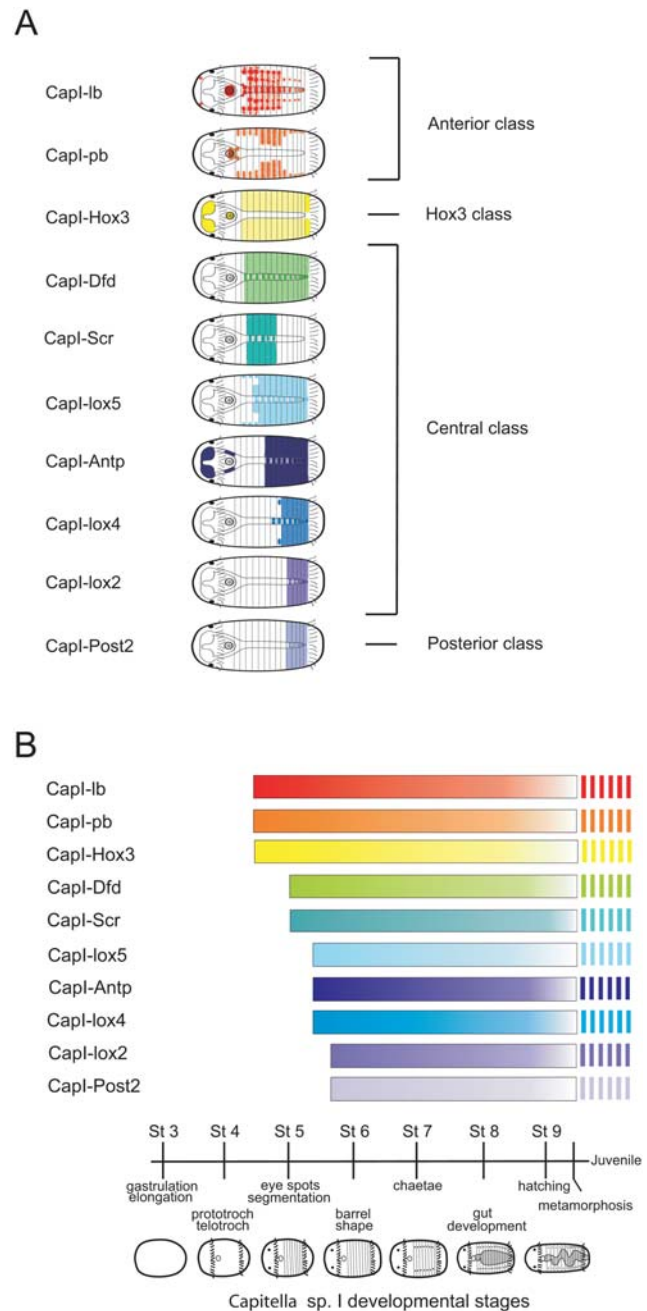 A
CapI-lb
CapI-pb
Anterior class
CapI-Hox3
Hox3 class
CapI-Dfd
CapI-Scr
CapI-lox5
Central class
CapI-Antp
CapI-lox4
CapI-lox2
CapI-Post2
Posterior class
B
CapI-lb
CapI-pb
CapI-Hox3
CapI-Dfd
CapI-Scr
CapI-lox5
CapI-Antp
CapI-lox4
CapI-lox2
CapI-Post2
St 3 St 4 St 5 St 6 St 7 St 8 St 9
Juvenile
gastrulation eye spots chaetae hatching
elongation segmentation metamorphosis
prototroch barrel gut
telotroch shape development
Capitella sp. I developmental stages